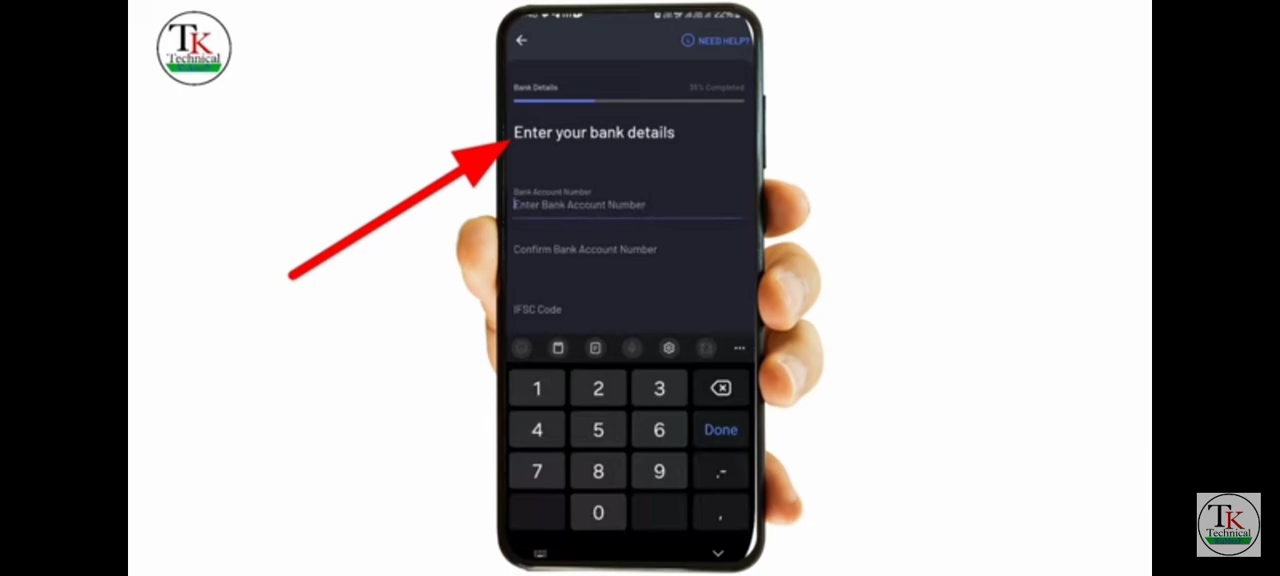 TK
Technical
NEED HELP?
Bank Details
35% Completed
Enter your bank details
Bank Account Number
Enter Bank Account Number
Confirm Bank Account Number
IFSC Code
1 2 3
4 5 6 Done
7 8 9 .-
0 ,
TK
Technical